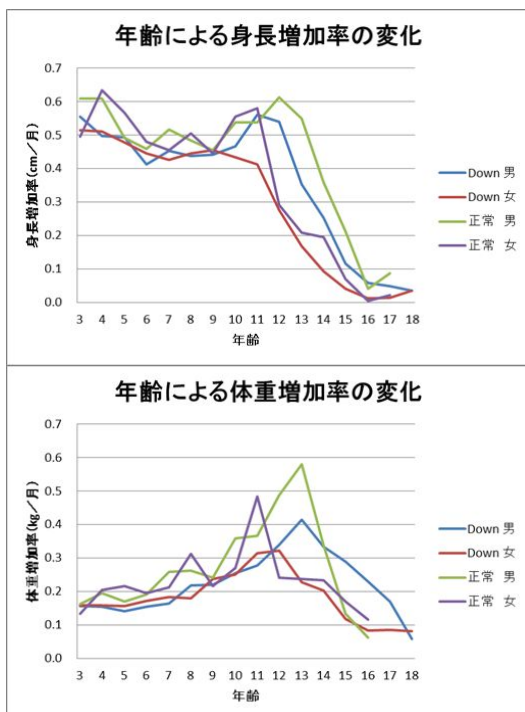 年齢による身長増加率の変化
身長増加率(cm/月)
0.7
0.6
0.5
0.4
0.3
0.2
0.1
0.0
3 4 5 6 7 8 9 10 11 12 13 14 15 16 17 18
年齢
Down 男
Down 女
正常 男
正常 女
年齢による体重増加率の変化
体重増加率(kg/月)
0.7
0.6
0.5
0.4
0.3
0.2
0.1
0.0
3 4 5 6 7 8 9 10 11 12 13 14 15 16 17 18
年齢
Down 男
Down 女
正常 男
正常 女